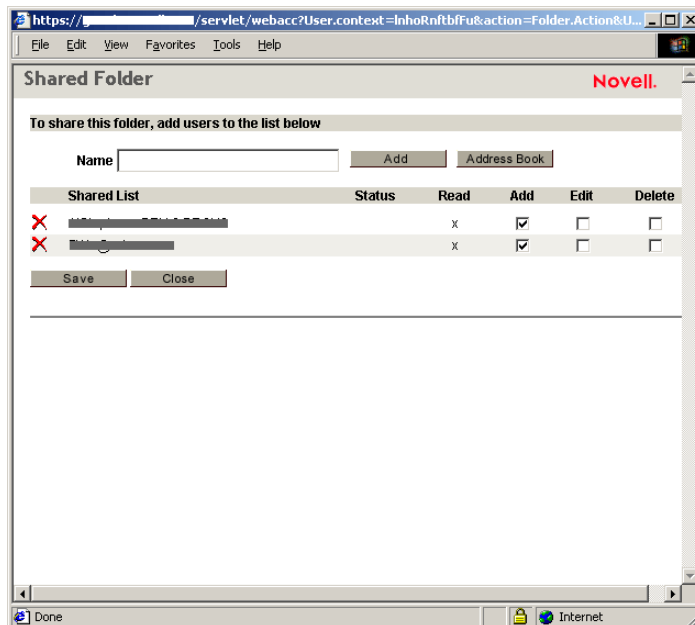 https://g /servlet/webacc?User.context=lnhoRnftbfFu&action=Folder.Action&U...
File Edit View Favorites Tools Help
Shared Folder Novell.
To share this folder, add users to the list below
Name Add Address Book
Shared List Status Read Add Edit Delete
x
x
Save Close
Done Internet